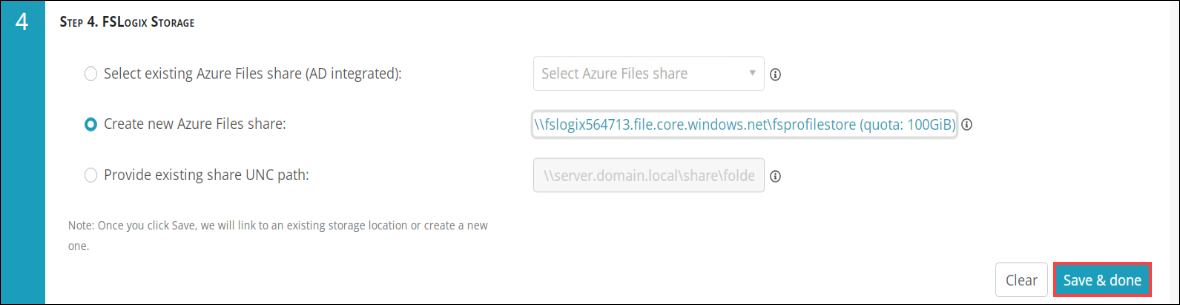 4
Step 4. FSLogix Storage
Select existing Azure Files share (AD integrated): Select Azure Files share
Create new Azure Files share: \\fslogix564713.file.core.windows.net\fsprofilestore (quota: 100GiB)
Provide existing share UNC path: \\server.domain.local\share\folde
Note: Once you click Save, we will link to an existing storage location or create a new
one.
Clear Save & done